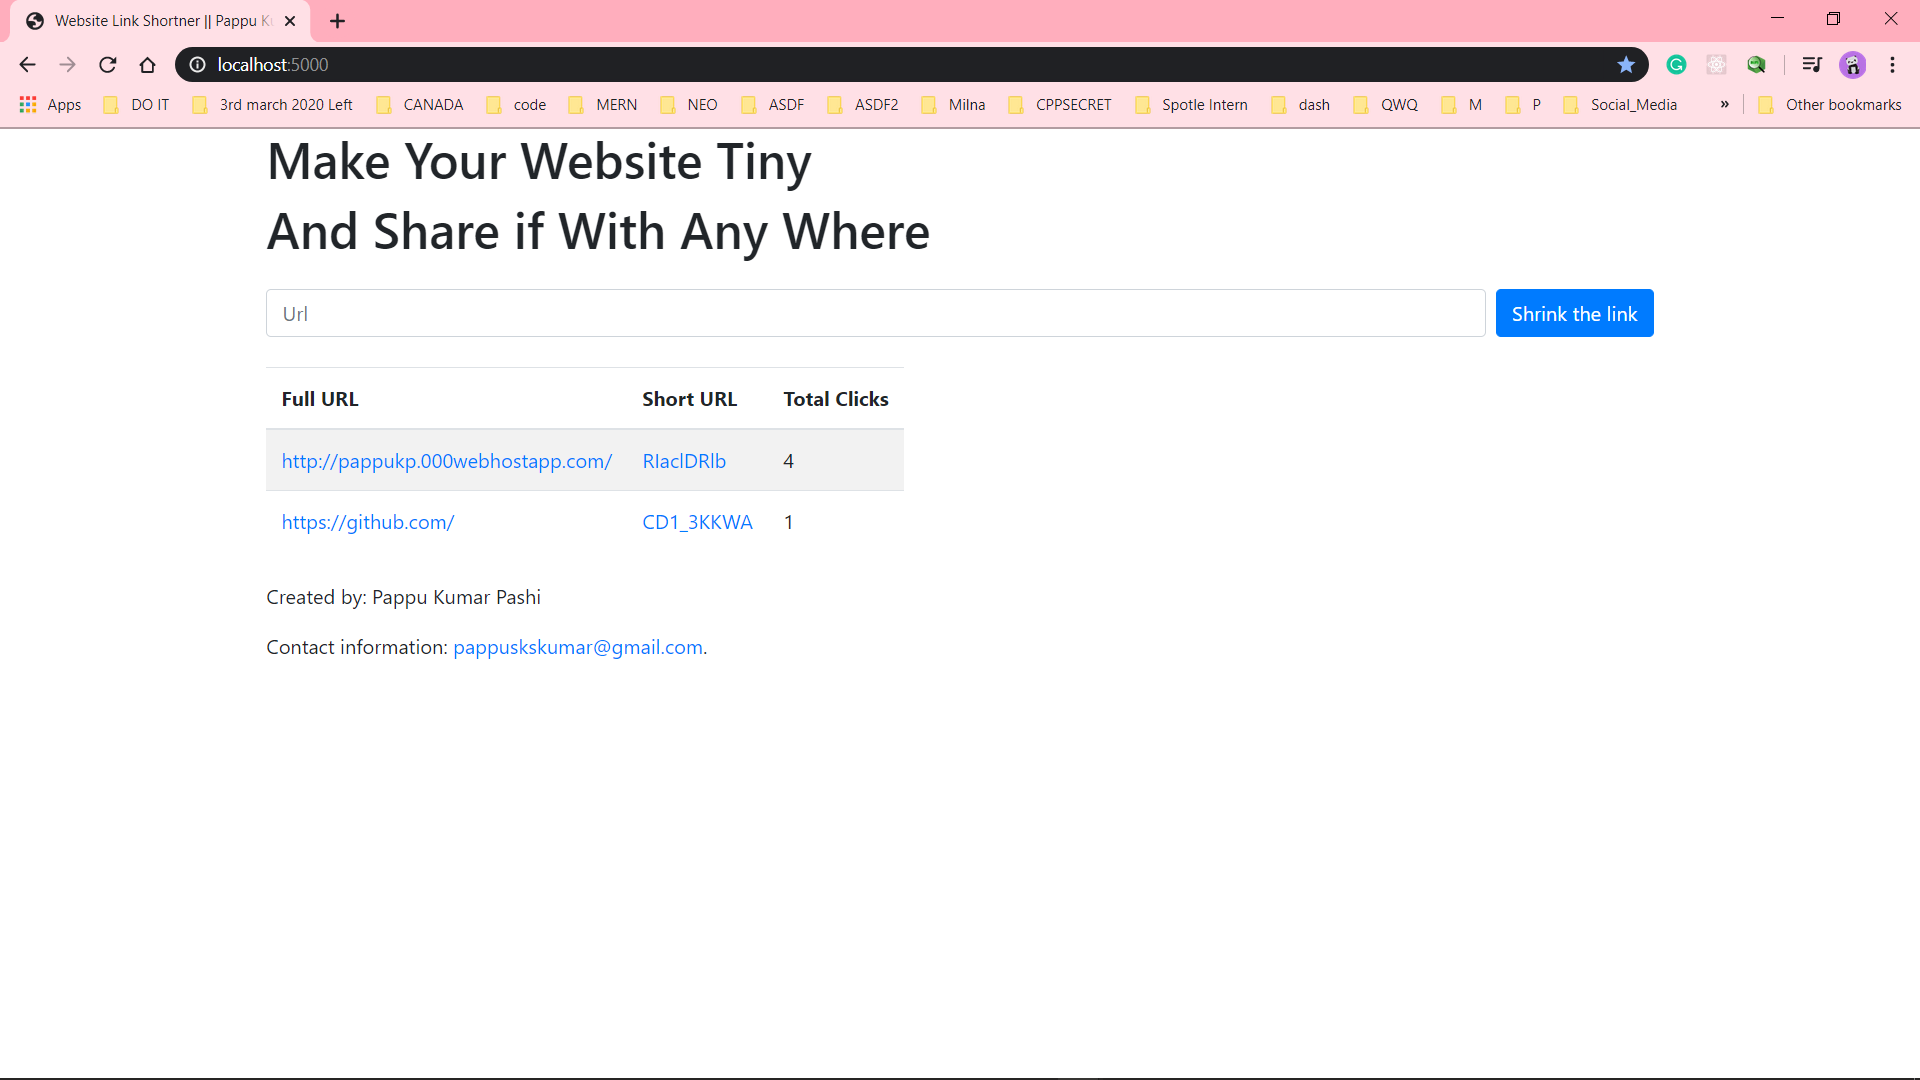 Website Link Shortner || Pappu K
localhost:5000
Apps DO IT 3rd march 2020 Left CANADA code MERN NEO ASDF ASDF2 Milna CPPSECRET Spotle Intern dash QWQ M P Social_Media » Other bookmarks
Make Your Website Tiny
And Share if With Any Where
Url Shrink the link
Full URL Short URL Total Clicks
http://pappukp.000webhostapp.com/ RIaclDRlb 4
https://github.com/ CD1_3KKWA 1
Created by: Pappu Kumar Pashi
Contact information: pappuskskumar@gmail.com.